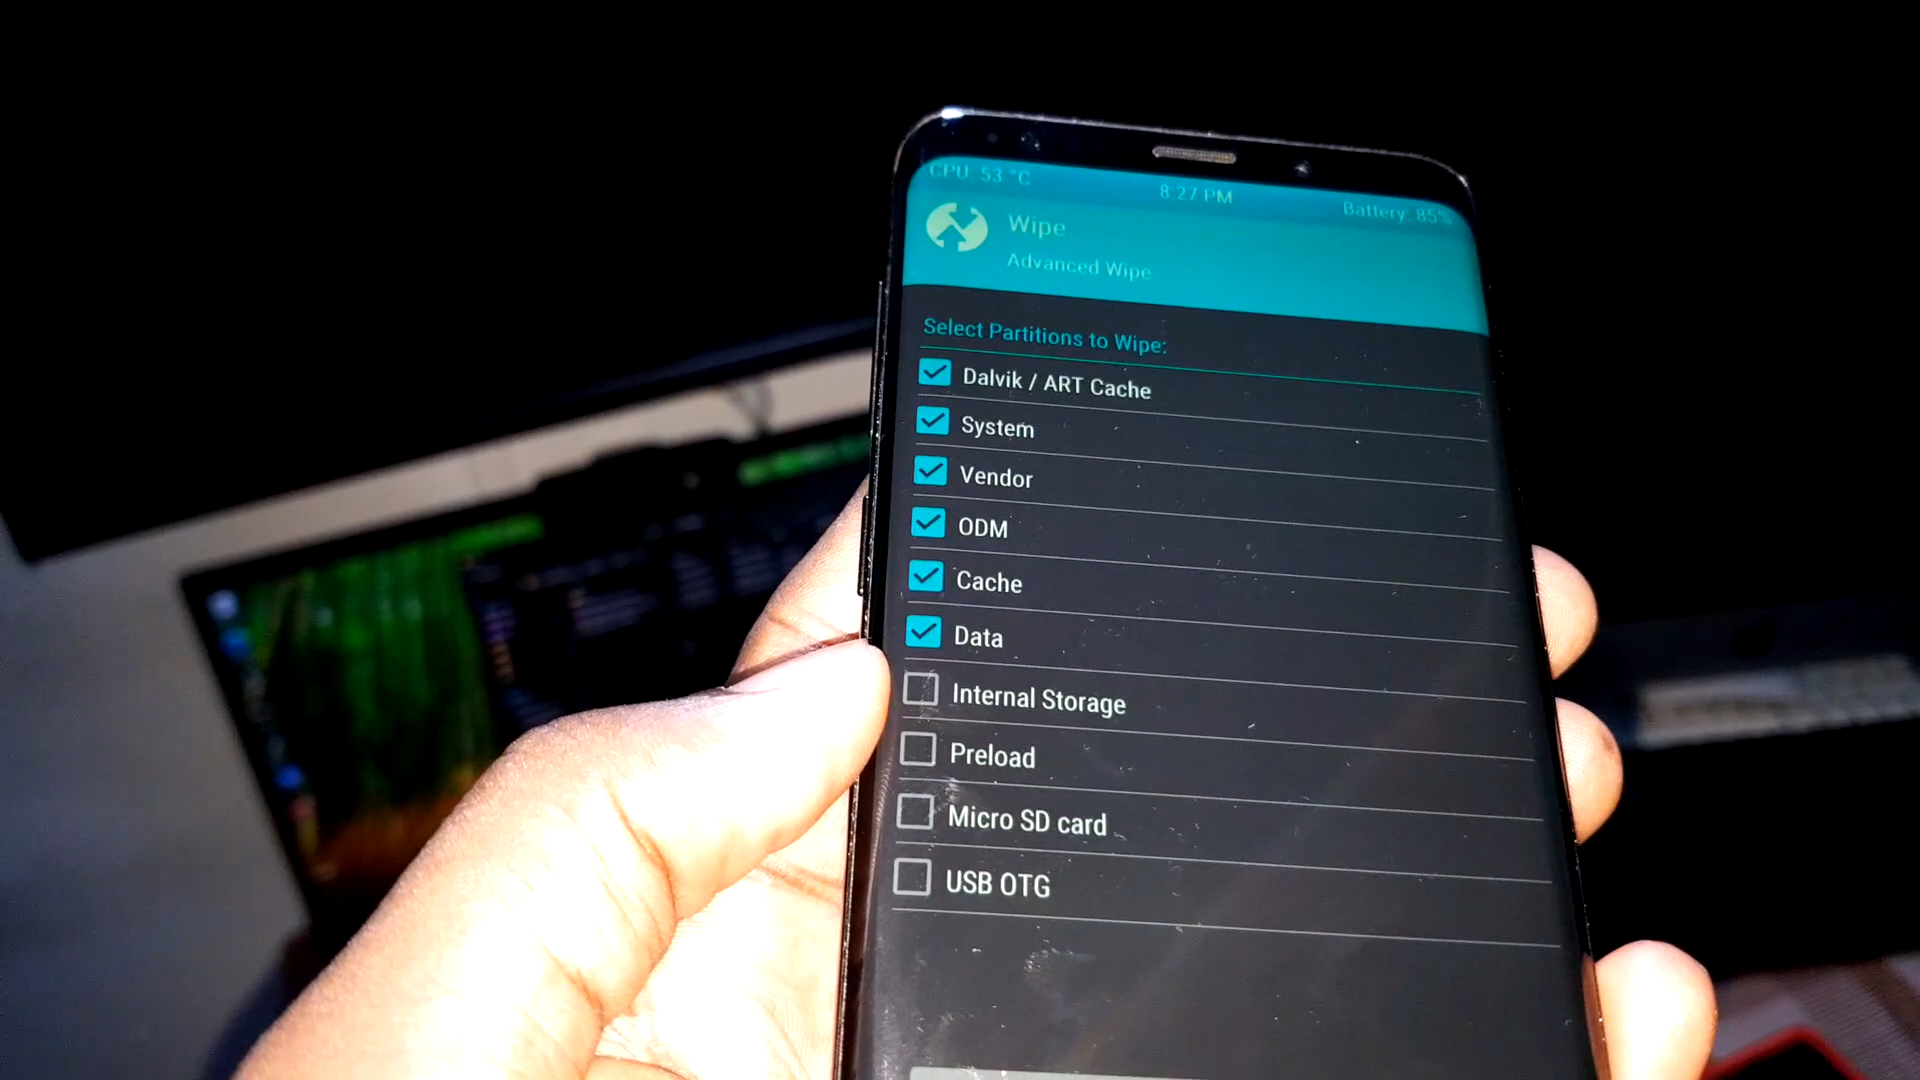 CPU: 53 °C
8:27 PM
Battery: 85%
Wipe
Advanced Wipe
Select Partitions to Wipe:
Dalvik / ART Cache
System
Vendor
ODM
Cache
Data
Internal Storage
Preload
Micro SD card
USB OTG